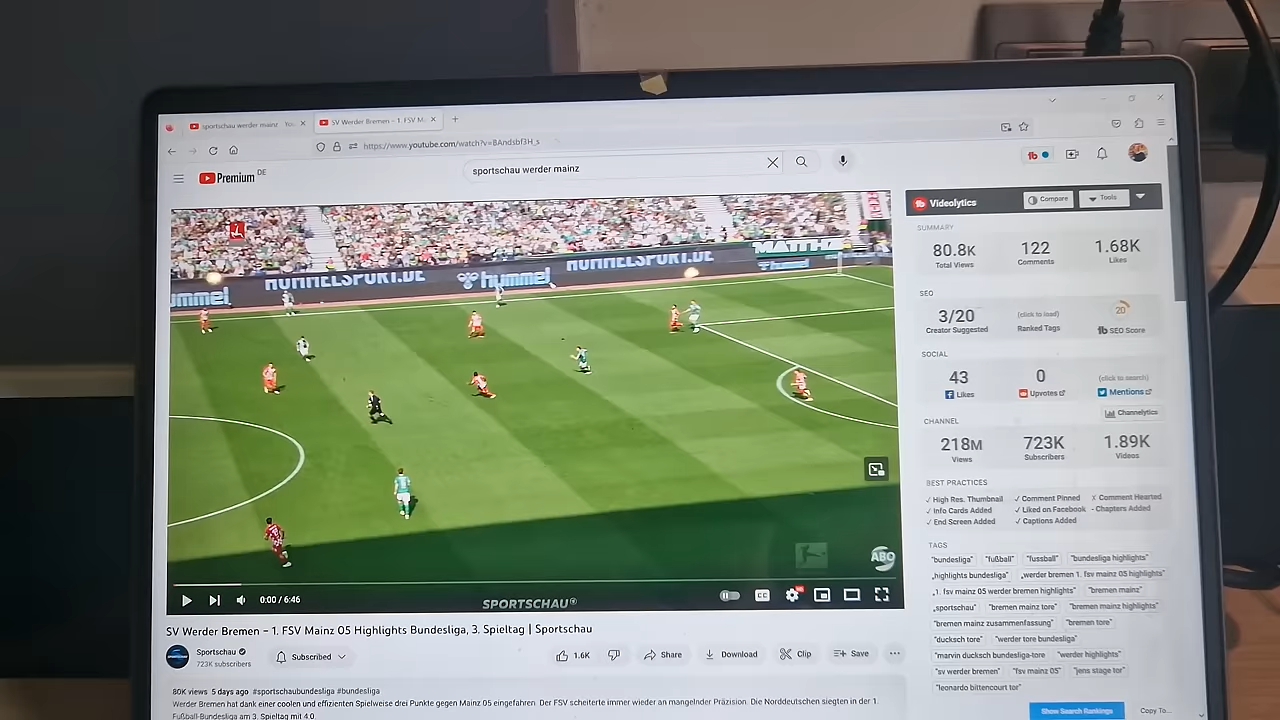 sportschau werder mainz
SV Werder Bremen – 1. FSV M
https://www.youtube.com/watch?v=BAndsbf3H_s
Premium DE
sportschau werder mainz
HUMMELSPORT.DE
hummel
HUMMELSPORT.DE
MATTHÄ
ummel
hummel
ABO
0:00 / 6:46
SPORTSCHAU
CC
SV Werder Bremen – 1. FSV Mainz 05 | Highlights Bundesliga, 3. Spieltag | Sportschau
Sportschau
723K subscribers
Subscribed
1.6K
Share
Download
Clip
Save
80K views 5 days ago #sportschaubundesliga #bundesliga
Werder Bremen hat dank einer coolen und effizienten Spielweise drei Punkte gegen Mainz 05 eingefahren. Der FSV scheiterte immer wieder an mangelnder Präzision. Die Norddeutschen siegten in der 1.
Fußball-Bundesliga am 3. Spieltag mit 4:0.
tb Videolytics Compare Tools
SUMMARY
80.8K 122 1.68K
Total Views Comments Likes
SEO
3/20 (click to load) 20
Creator Suggested Ranked Tags tb SEO Score
SOCIAL
43 0 (click to search)
Likes Upvotes Mentions
Channelytics
CHANNEL
218M 723K 1.89K
Views Subscribers Videos
BEST PRACTICES
✓ High Res. Thumbnail ✓ Comment Pinned X Comment Hearted
✓ Info Cards Added ✓ Liked on Facebook - Chapters Added
✓ End Screen Added ✓ Captions Added
TAGS
"bundesliga" "fußball" "fussball" "bundesliga highlights"
„highlights bundesliga" „werder bremen 1. fsv mainz 05 highlights"
„1. fsv mainz 05 werder bremen highlights" "bremen mainz"
„sportschau" "bremen mainz tore" "bremen mainz highlights"
"bremen mainz zusammenfassung" "bremen tore"
"ducksch tore" "werder tore bundesliga"
"marvin ducksch bundesliga-tore "werder highlights"
"sv werder bremen" "fsv mainz 05" "jens stage tor"
"leonardo bittencourt tor"
Show Search Rankings Copy To...